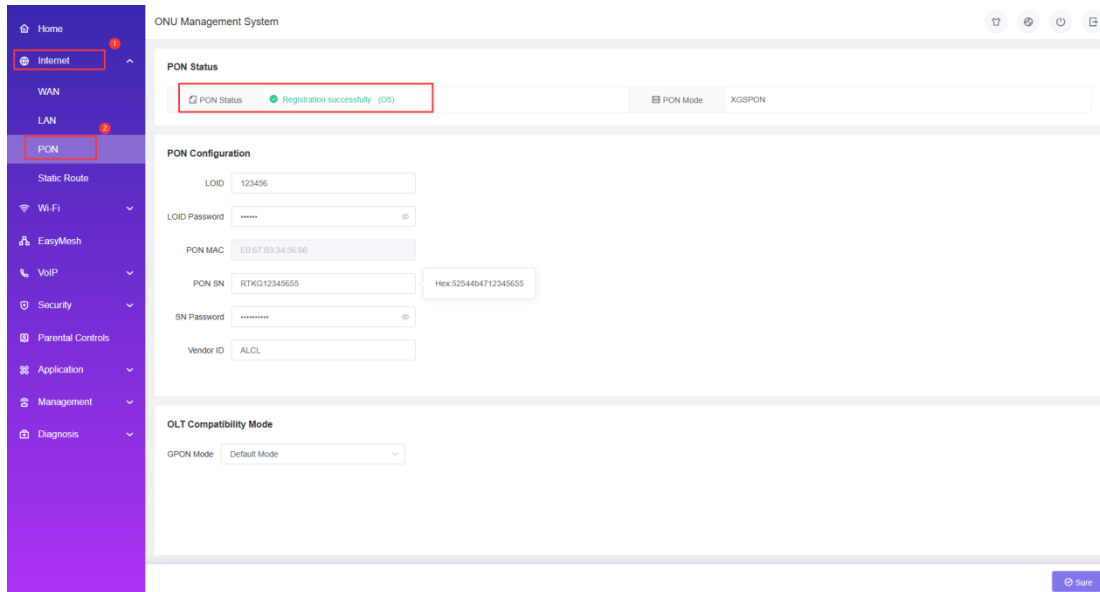 ONU Management System
Home
1
Internet
WAN
LAN
2
PON
Static Route
Wi-Fi
EasyMesh
VoIP
Security
Parental Controls
Application
Management
Diagnosis
PON Status
PON Status Registration successfully (O5) PON Mode XGSPON
PON Configuration
LOID 123456
LOID Password ••••••
PON MAC E0:67:B3:34:56:66
PON SN RTKG12345655 Hex:52544b4712345655
SN Password ••••••••••
Vendor ID ALCL
OLT Compatibility Mode
GPON Mode Default Mode
Sure